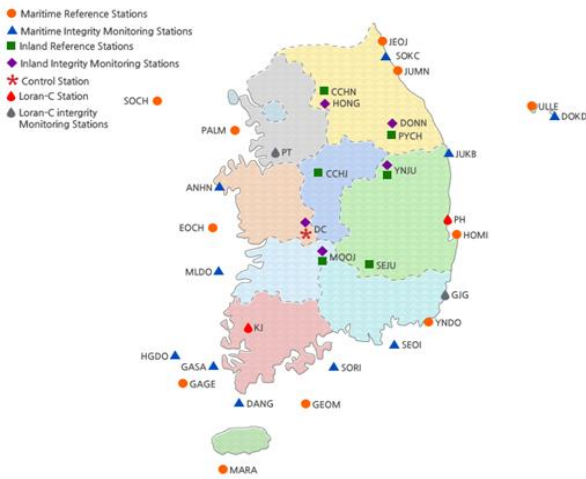 Maritime Reference Stations
Maritime Integrity Monitoring Stations
Inland Reference Stations
Inland Integrity Monitoring Stations
Control Station
Loran-C Station
Loran-C intergrity
Monitoring Stations
JEOJ
SOKC
JUMN
CCHN
HONG
SOCH
ULLE
DOKD
DONN
PYCH
PALM
PT
JUKB
CCHJ
YNJU
ANHN
PH
EOCH
DC
HOMI
MOOJ
SEJU
MLDO
GJG
YNDO
KJ
SEOI
HGDO
GASA
SORI
GAGE
DANG
GEOM
MARA